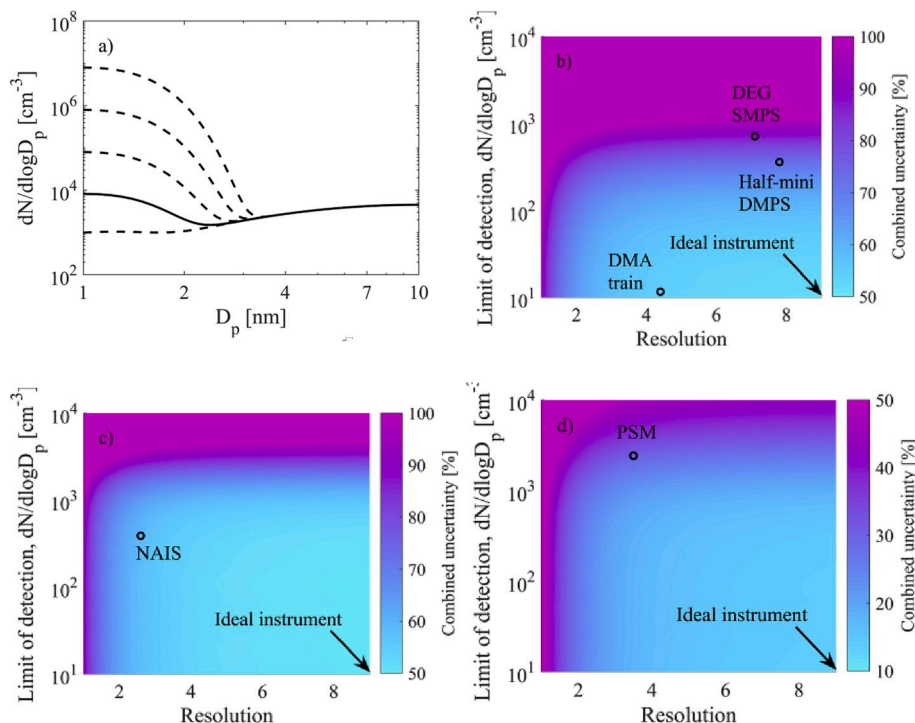 a)
dN/dlogDp [cm-3]
10^8
10^6
10^4
10^2
1
2
4
7
10
Dp [nm]
b)
Limit of detection, dN/dlogDp [cm-3]
10^4
10^3
10^2
10^1
2
4
6
8
Resolution
DEG
SMPS
Half-mini
DMPS
Ideal instrument
DMA
train
100
90
80
70
60
50
Combined uncertainty [%]
c)
Limit of detection, dN/dlogDp [cm-3]
10^4
10^3
10^2
10^1
2
4
6
8
Resolution
NAIS
Ideal instrument
100
90
80
70
60
50
Combined uncertainty [%]
d)
Limit of detection, dN/dlogDp [cm-3
10^4
10^3
10^2
10^1
2
4
6
8
Resolution
PSM
Ideal instrument
50
40
30
20
10
Combined uncertainty [%]